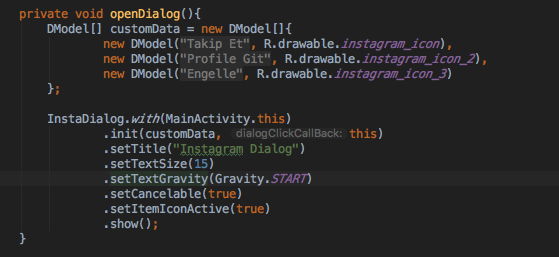 private void openDialog(){
DModel[] customData = new DModel[]{
new DModel("Takip Et", R.drawable.instagram_icon),
new DModel("Profile Git", R.drawable.instagram_icon_2),
new DModel("Engelle", R.drawable.instagram_icon_3)
};
InstaDialog.with(MainActivity.this)
.init(customData, dialogClickCallBack: this)
.setTitle("Instagram Dialog")
.setTextSize(15)
.setTextGravity(Gravity.START)
.setCancelable(true)
.setItemIconActive(true)
.show();
}